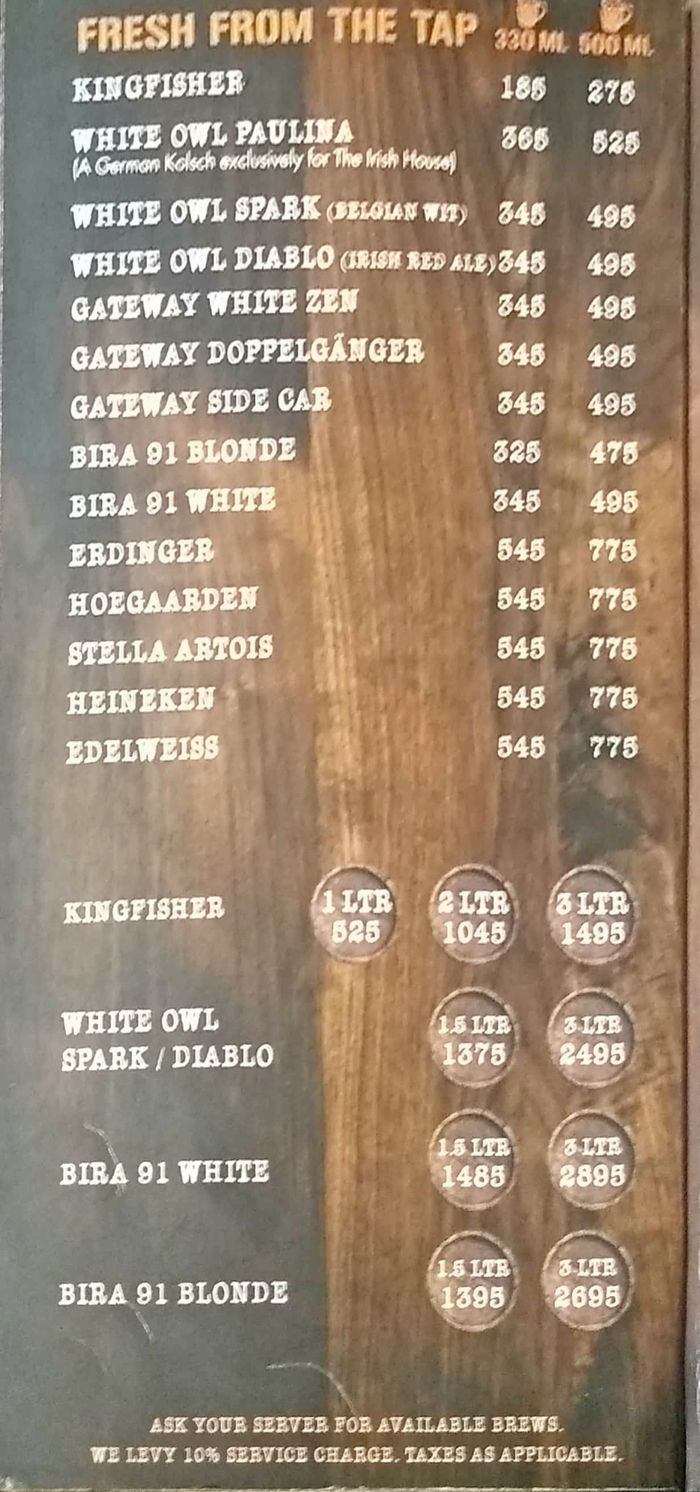 FRESH FROM THE TAP 330 ML 500 ML
KINGFISHER 185 275
WHITE OWL PAULINA 365 525
(A German Kolsch exclusively for The Irish House)
WHITE OWL SPARK (BELGIAN WIT) 345 495
WHITE OWL DIABLO (IRISH RED ALE) 345 495
GATEWAY WHITE ZEN 345 495
GATEWAY DOPPELGÄNGER 345 495
GATEWAY SIDE CAR 345 495
BIRA 91 BLONDE 325 475
BIRA 91 WHITE 345 495
ERDINGER 545 775
HOEGAARDEN 545 775
STELLA ARTOIS 545 775
HEINEKEN 545 775
EDELWEISS 545 775
1 LTR 2 LTR 3 LTR
KINGFISHER 525 1045 1495
WHITE OWL 1.5 LTR 3 LTR
SPARK / DIABLO 1375 2495
1.5 LTR 3 LTR
BIRA 91 WHITE 1485 2895
1.5 LTR 3 LTR
BIRA 91 BLONDE 1395 2695
ASK YOUR SERVER FOR AVAILABLE BREWS.
WE LEVY 10% SERVICE CHARGE. TAXES AS APPLICABLE.